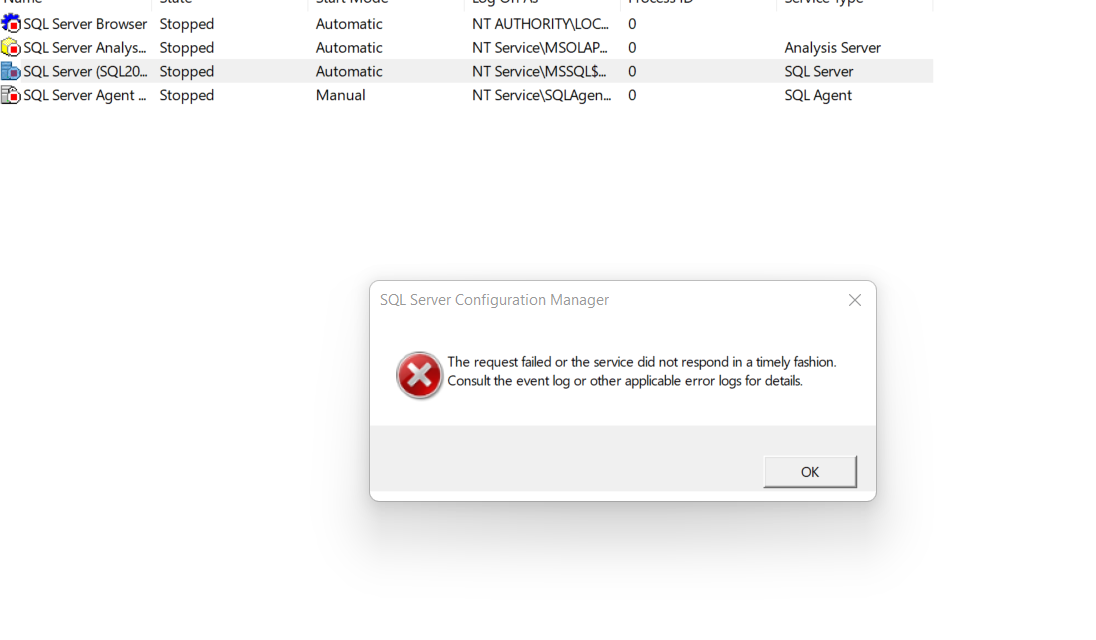 Name State Start Mode Log On As Process ID Service Type
SQL Server Browser Stopped Automatic NT AUTHORITY\LOC... 0
SQL Server Analys... Stopped Automatic NT Service\MSOLAP... 0 Analysis Server
SQL Server (SQL20... Stopped Automatic NT Service\MSSQL$... 0 SQL Server
SQL Server Agent ... Stopped Manual NT Service\SQLAgen... 0 SQL Agent
SQL Server Configuration Manager
The request failed or the service did not respond in a timely fashion.
Consult the event log or other applicable error logs for details.
OK